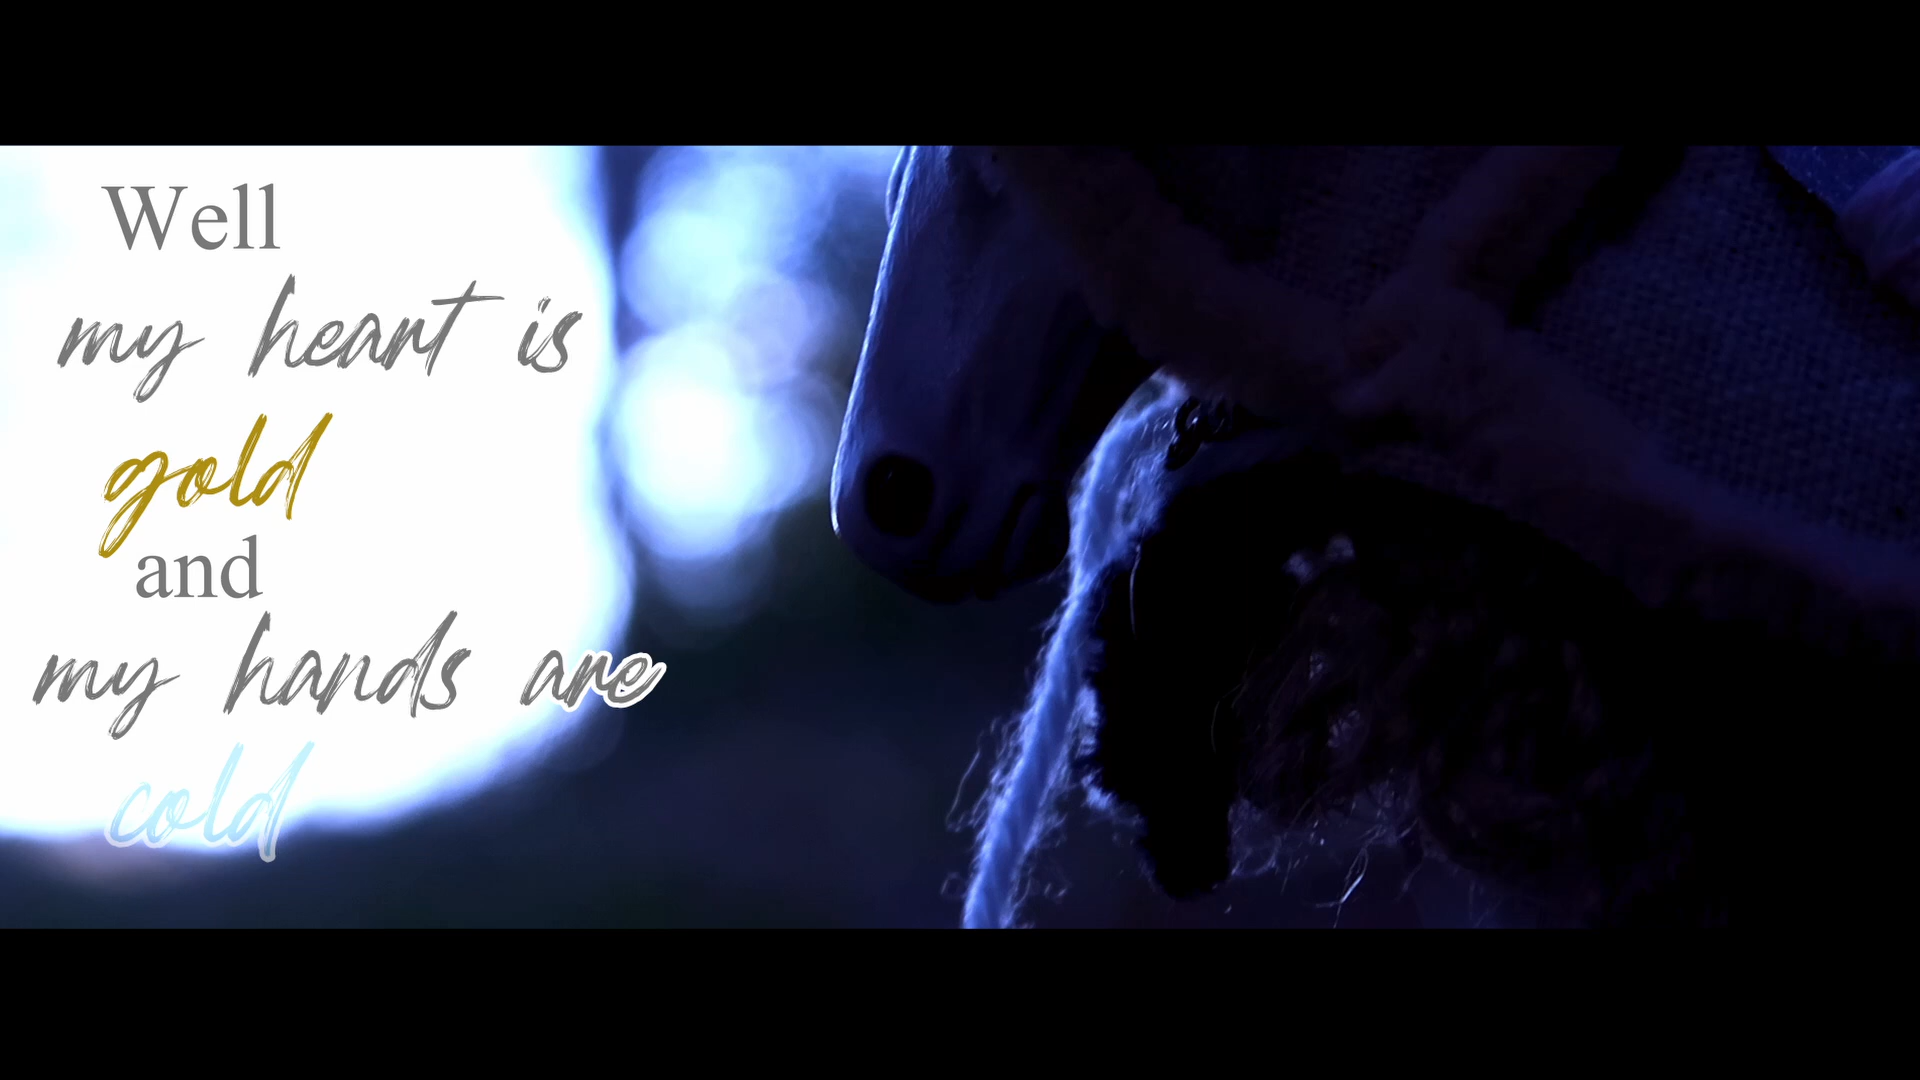 Well
my heart is
gold
and
my hands are
cold